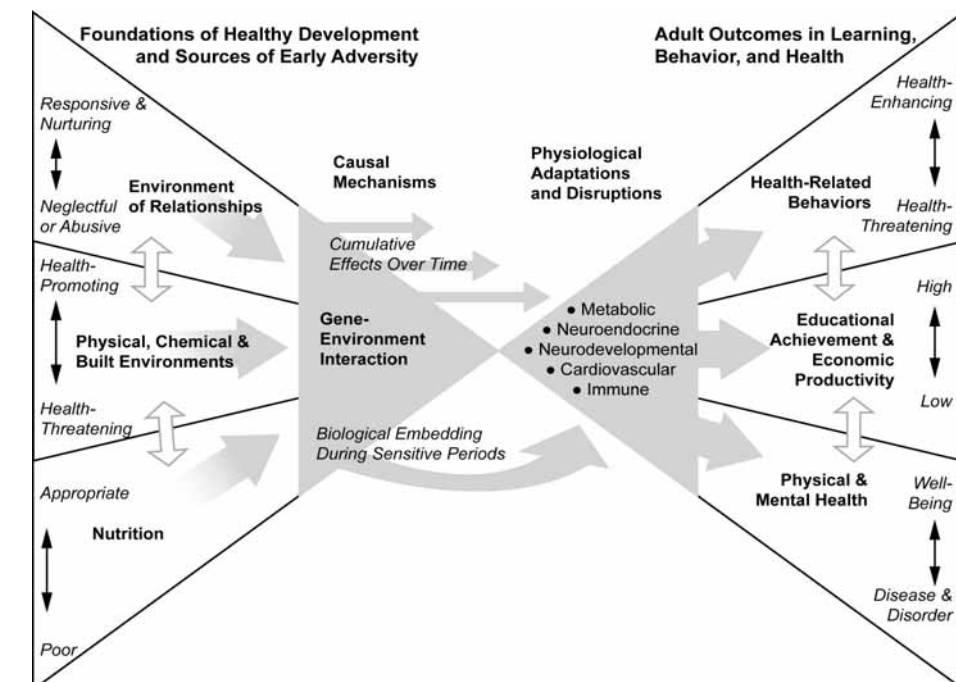 Foundations of Healthy Development
and Sources of Early Adversity
Adult Outcomes in Learning,
Behavior, and Health
Responsive &
Nurturing
Neglectful
or Abusive
Environment
of Relationships
Health-
Promoting
Physical, Chemical &
Built Environments
Health-
Threatening
Appropriate
Nutrition
Poor
Causal
Mechanisms
Cumulative
Effects Over Time
Gene-
Environment
Interaction
Biological Embedding
During Sensitive Periods
Physiological
Adaptations
and Disruptions
● Metabolic
● Neuroendocrine
● Neurodevelopmental
● Cardiovascular
● Immune
Health-
Enhancing
Health-Related
Behaviors
Health-
Threatening
High
Educational
Achievement &
Economic
Productivity
Low
Physical &
Mental Health
Well-
Being
Disease &
Disorder